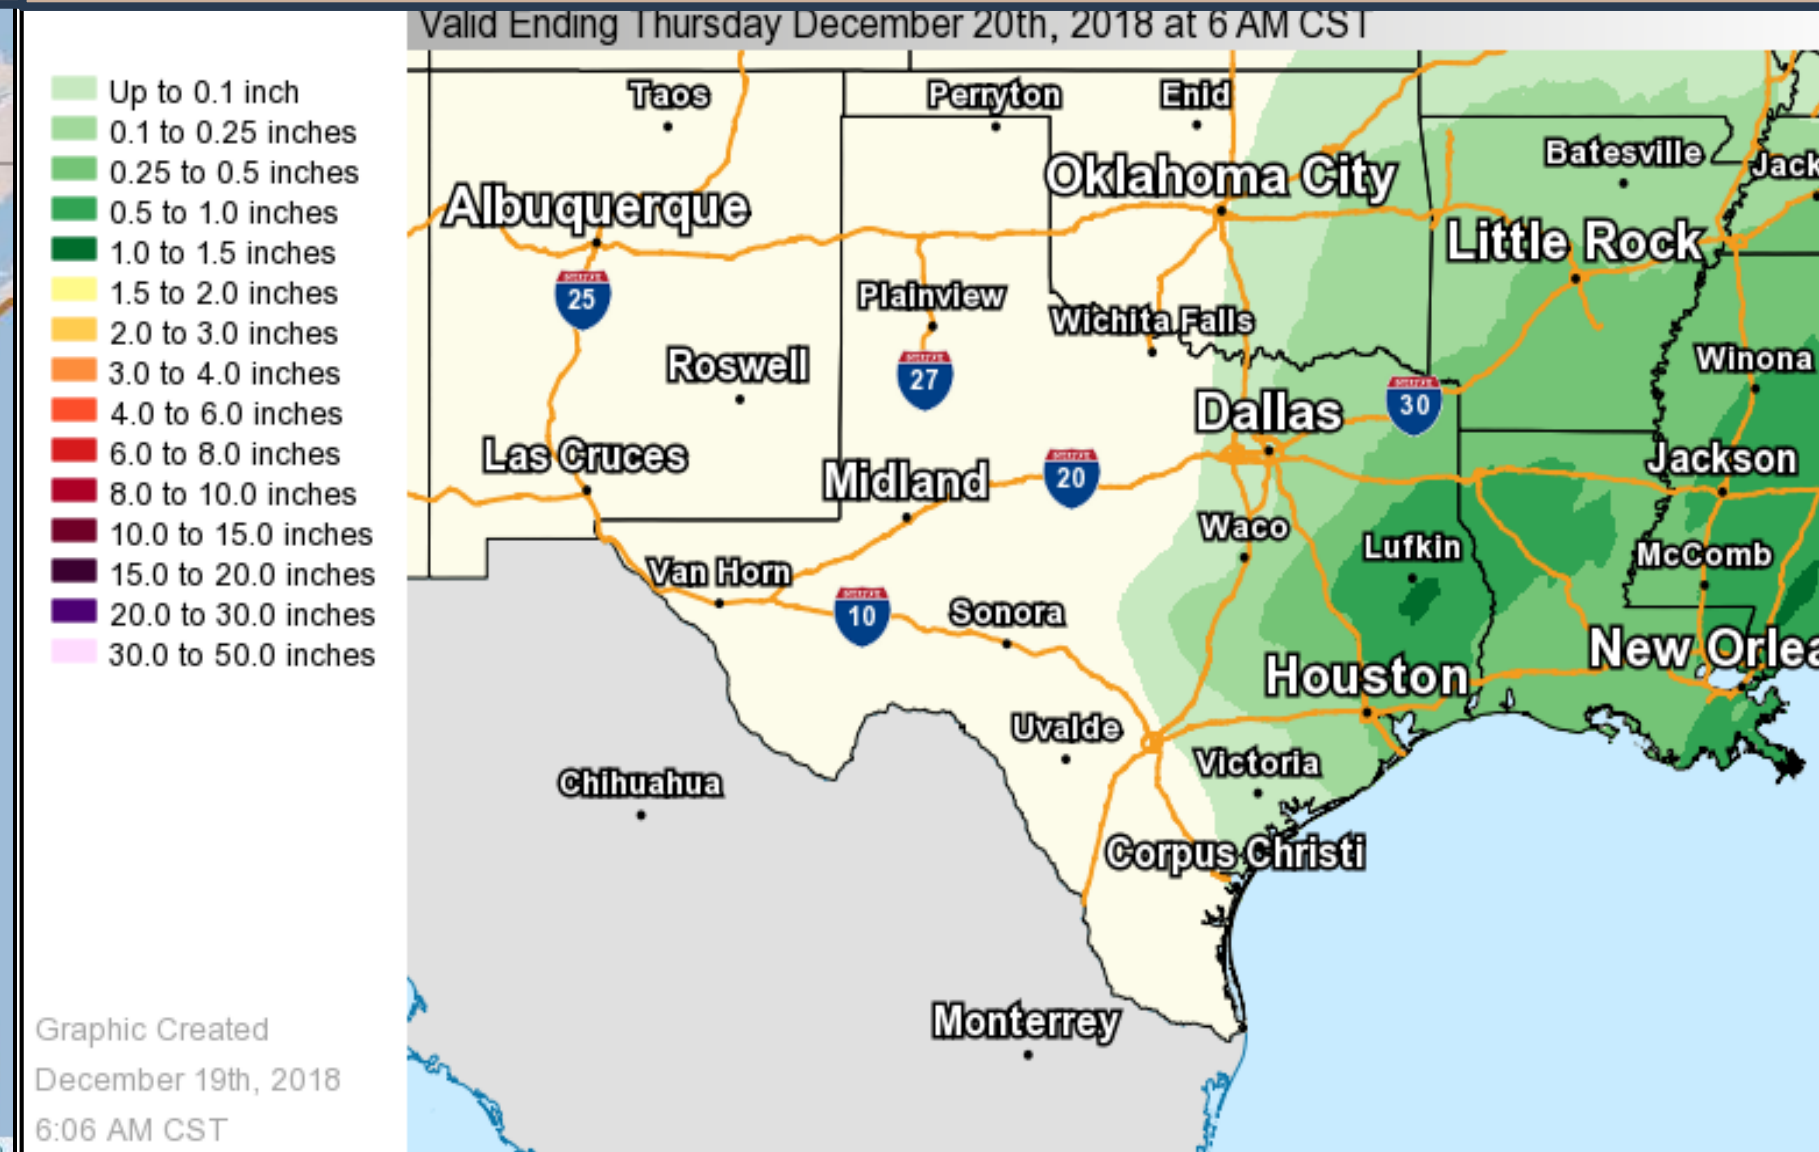 Valid Ending Thursday December 20th, 2018 at 6 AM CST
Up to 0.1 inch
0.1 to 0.25 inches
0.25 to 0.5 inches
0.5 to 1.0 inches
1.0 to 1.5 inches
1.5 to 2.0 inches
2.0 to 3.0 inches
3.0 to 4.0 inches
4.0 to 6.0 inches
6.0 to 8.0 inches
8.0 to 10.0 inches
10.0 to 15.0 inches
15.0 to 20.0 inches
20.0 to 30.0 inches
30.0 to 50.0 inches
Graphic Created
December 19th, 2018
6:06 AM CST
Taos
Perryton
Enid
Batesville
Jack
Oklahoma City
Albuquerque
Little Rock
25
Plainview
Wichita Falls
Winona
Roswell
27
30
Dallas
Las Cruces
Midland
20
Jackson
Waco
Lufkin
McComb
Van Horn
10
Sonora
New Orlea
Houston
Uvalde
Victoria
Chihuahua
Corpus Christi
Monterrey